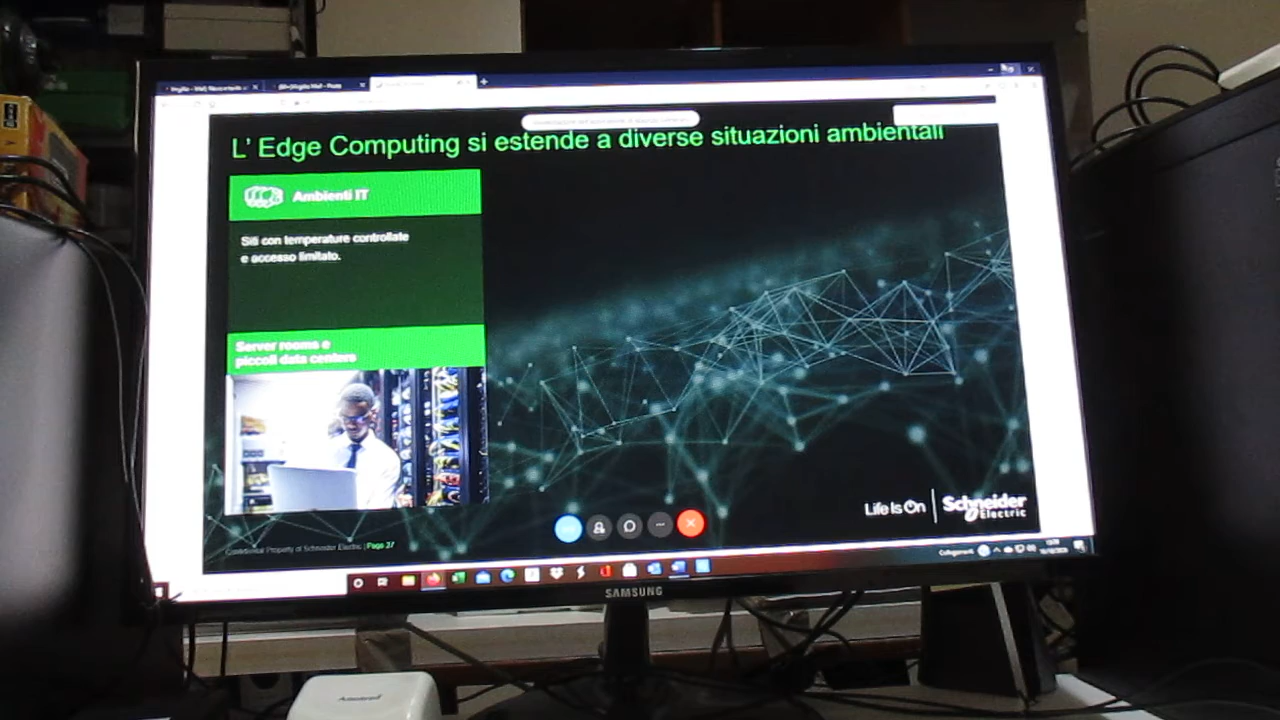 L' Edge Computing si estende a diverse situazioni ambientali
Ambienti IT
Siti con temperature controllate
e accesso limitato.
Server rooms e
piccoli data centers
Life Is On
Schneider
Electric
Confidential Property of Schneider Electric | Page 37
SAMSUNG